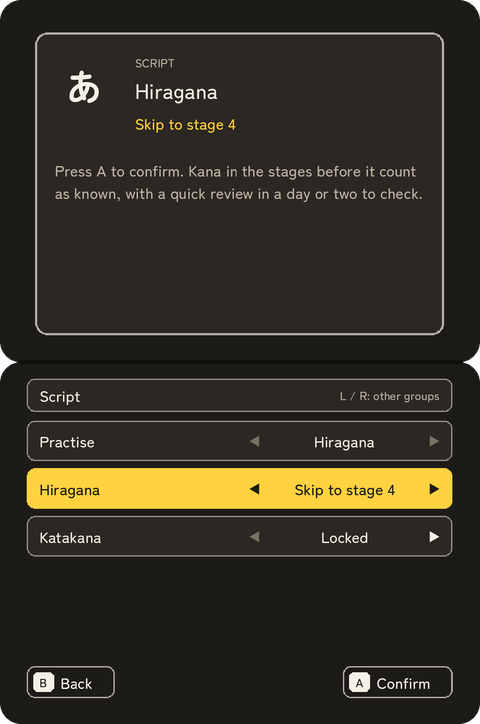 あ
SCRIPT
Hiragana
Skip to stage 4
Press A to confirm. Kana in the stages before it count
as known, with a quick review in a day or two to check.
Script L / R: other groups
Practise ◀ Hiragana ▶
Hiragana ◀ Skip to stage 4 ▶
Katakana ◀ Locked ▶
B Back A Confirm